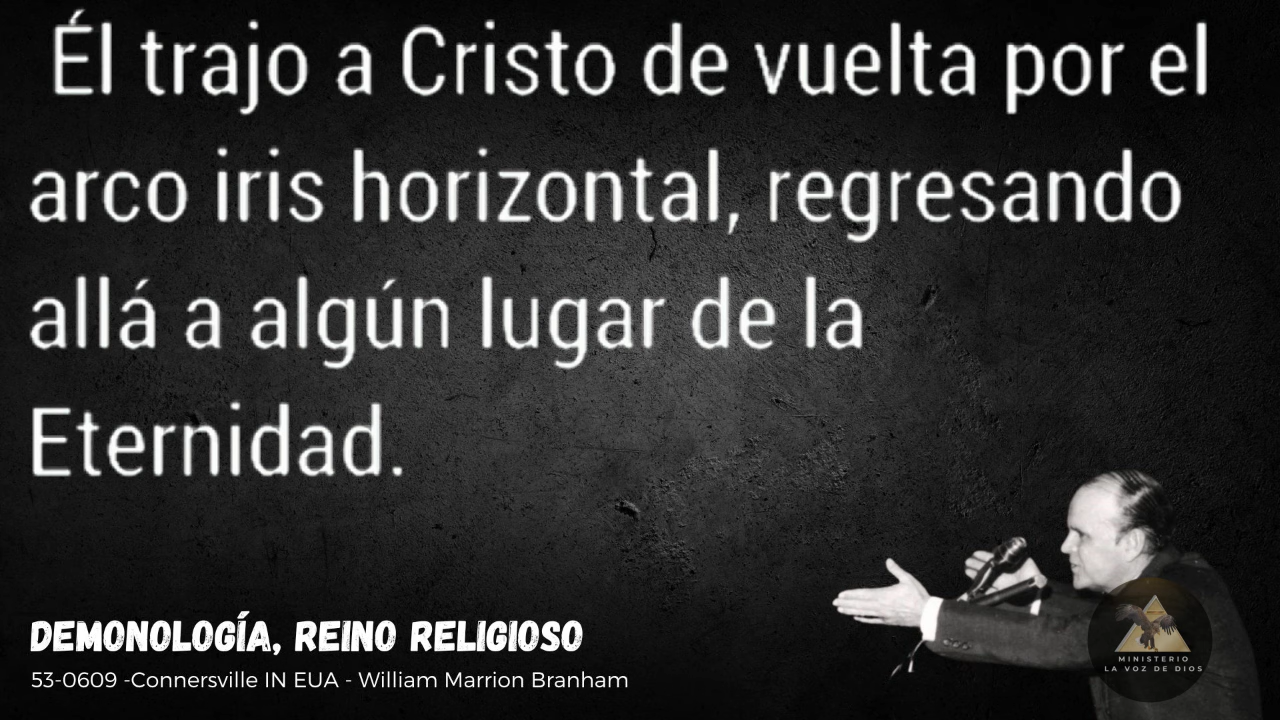 Él trajo a Cristo de vuelta por el
arco iris horizontal, regresando
allá a algún lugar de la
Eternidad.
DEMONOLOGÍA, REINO RELIGIOSO
53-0609 -Connersville IN EUA - William Marrion Branham
MINISTERIO
LA VOZ DE DIOS